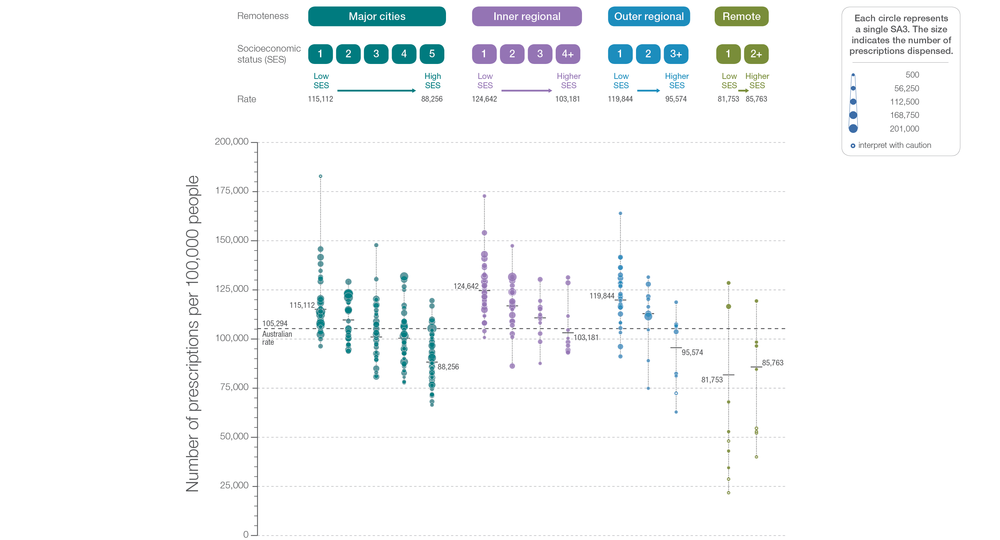 Remoteness
Major cities
Inner regional
Outer regional
Remote
Socioeconomic
status (SES)
1 2 3 4 5
1 2 3 4+
1 2 3+
1 2+
Low
SES
High
SES
Low
SES
Higher
SES
Low
SES
Higher
SES
Low
SES
Higher
SES
Rate
115,112
88,256
124,642
103,181
119,844
95,574
81,753
85,763
Each circle represents
a single SA3. The size
indicates the number of
prescriptions dispensed.
500
56,250
112,500
168,750
201,000
interpret with caution
Number of prescriptions per 100,000 people
200,000
175,000
150,000
125,000
100,000
75,000
50,000
25,000
0
105,294
Australian
rate
115,112
88,256
124,642
103,181
119,844
95,574
81,753
85,763